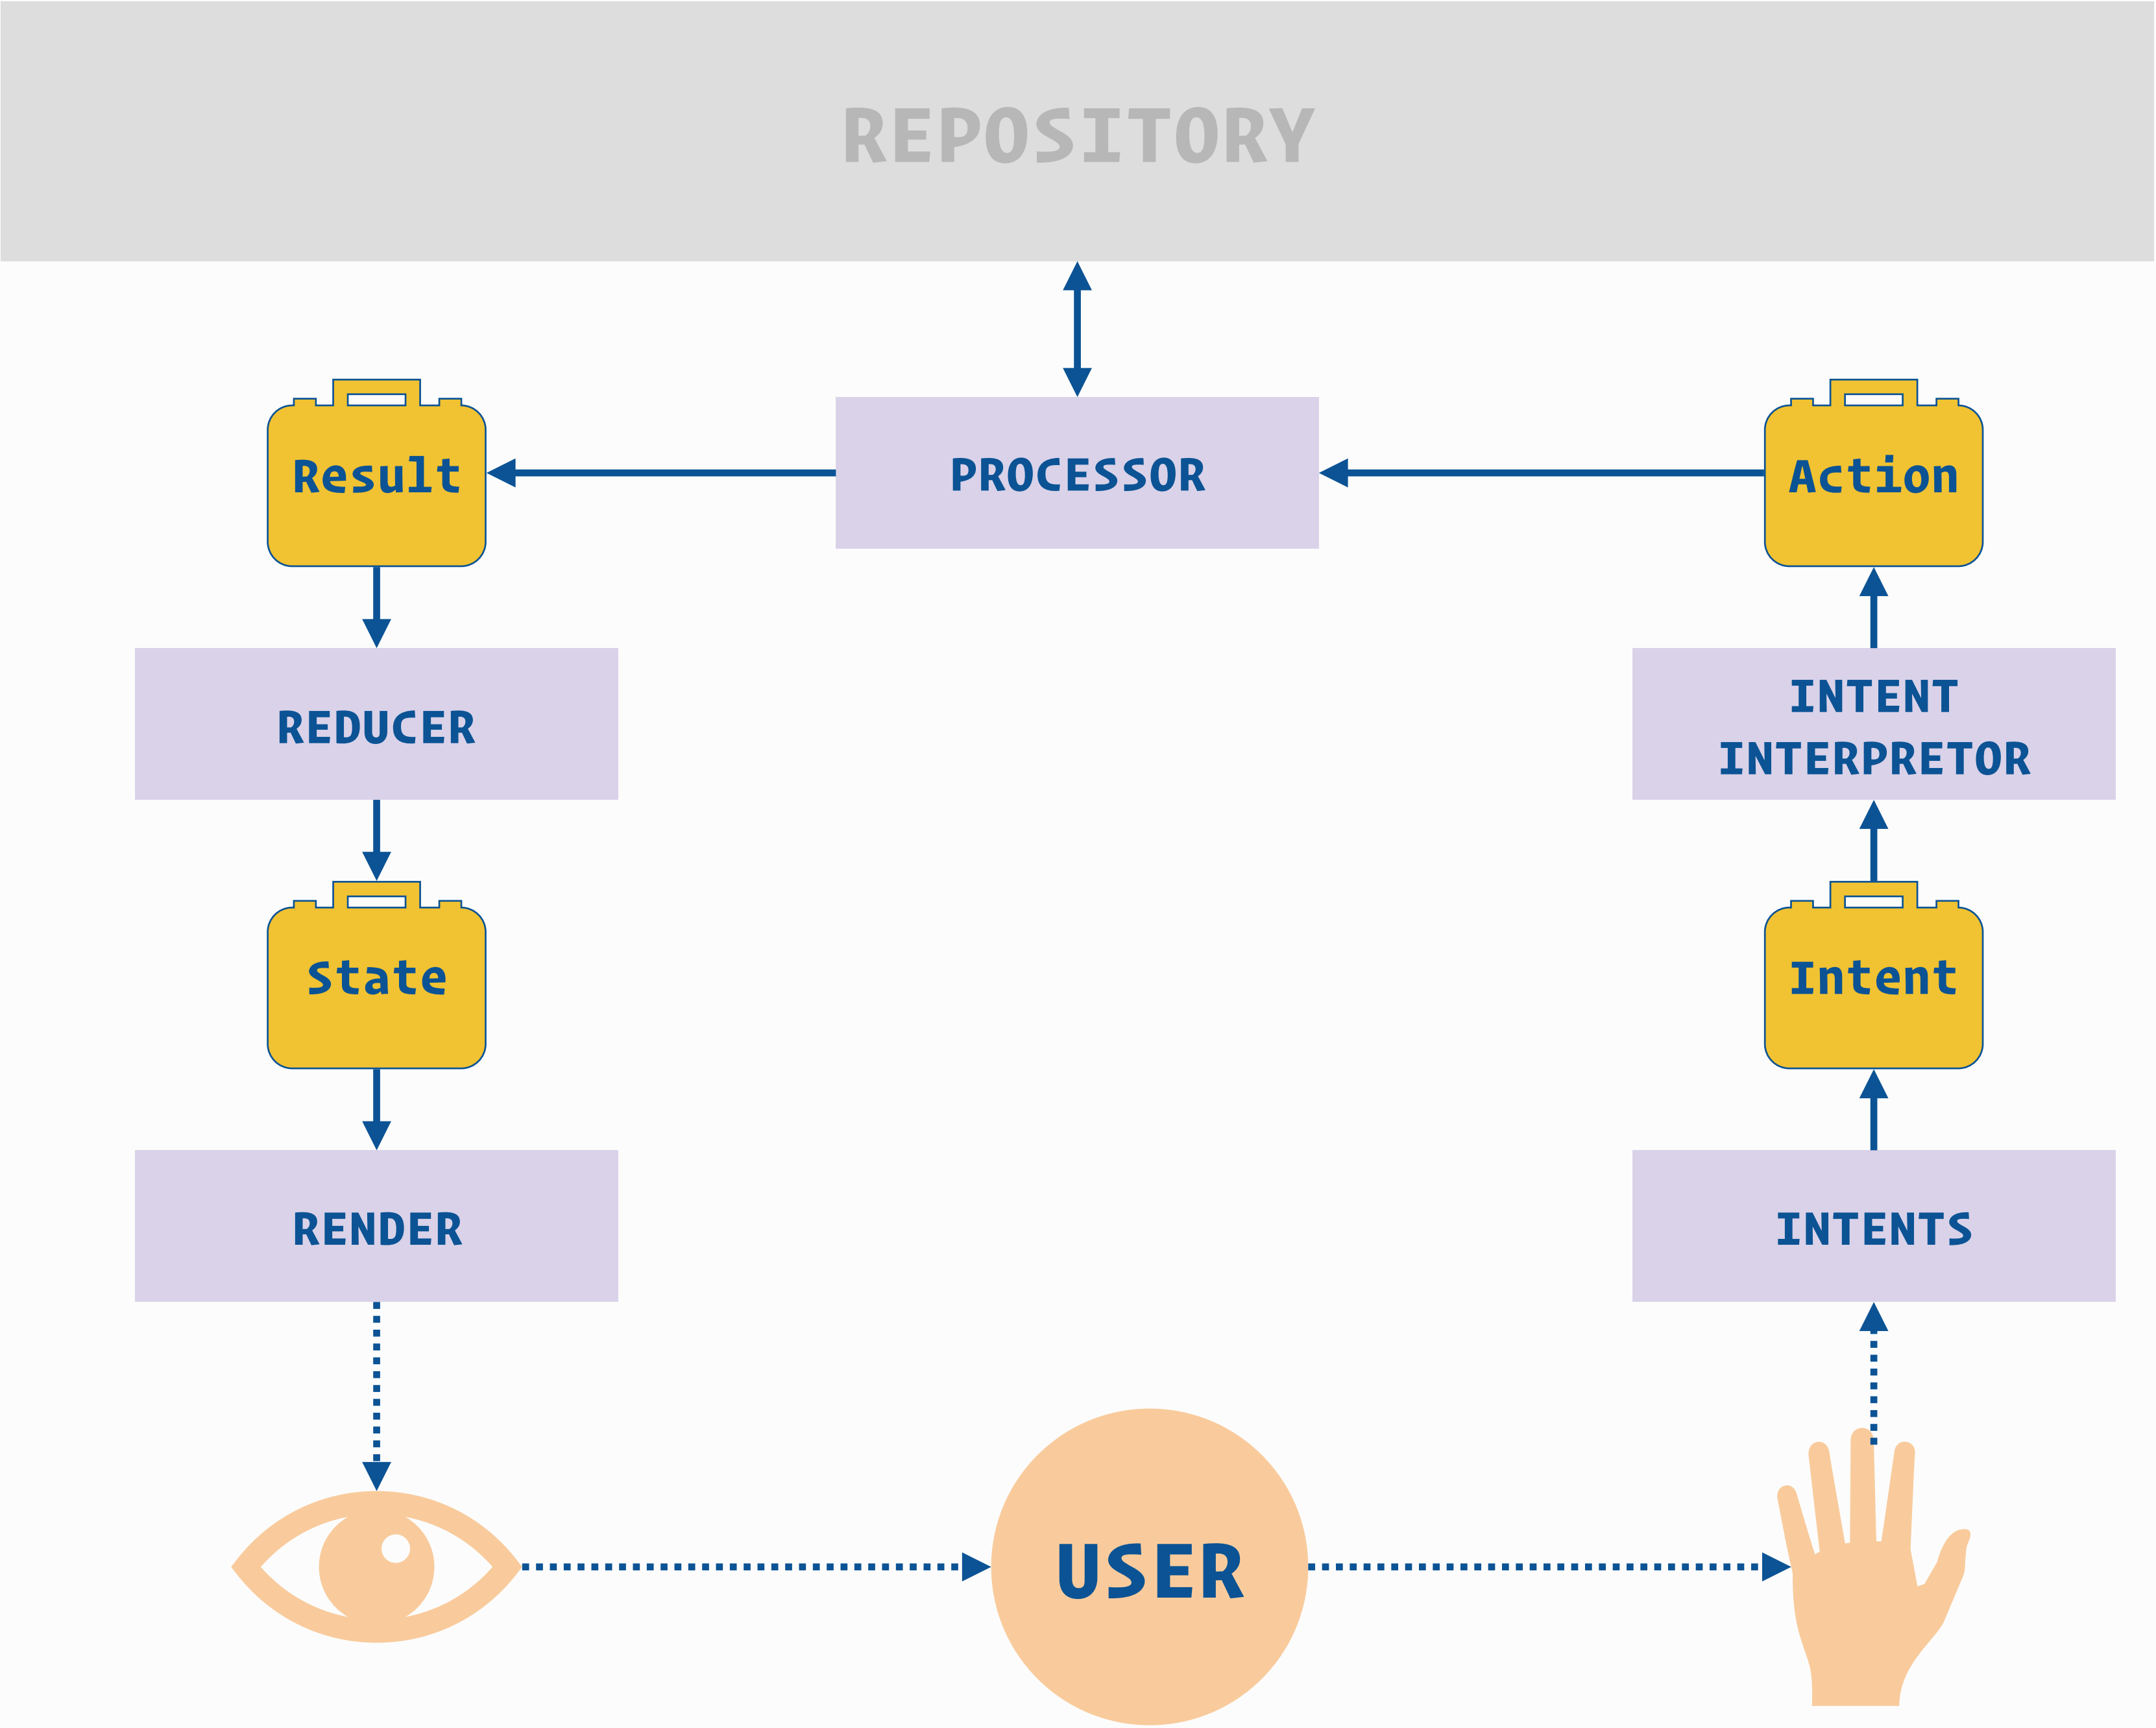 REPOSITORY
Result
PROCESSOR
Action
REDUCER
INTENT
INTERPRETOR
State
Intent
RENDER
INTENTS
USER